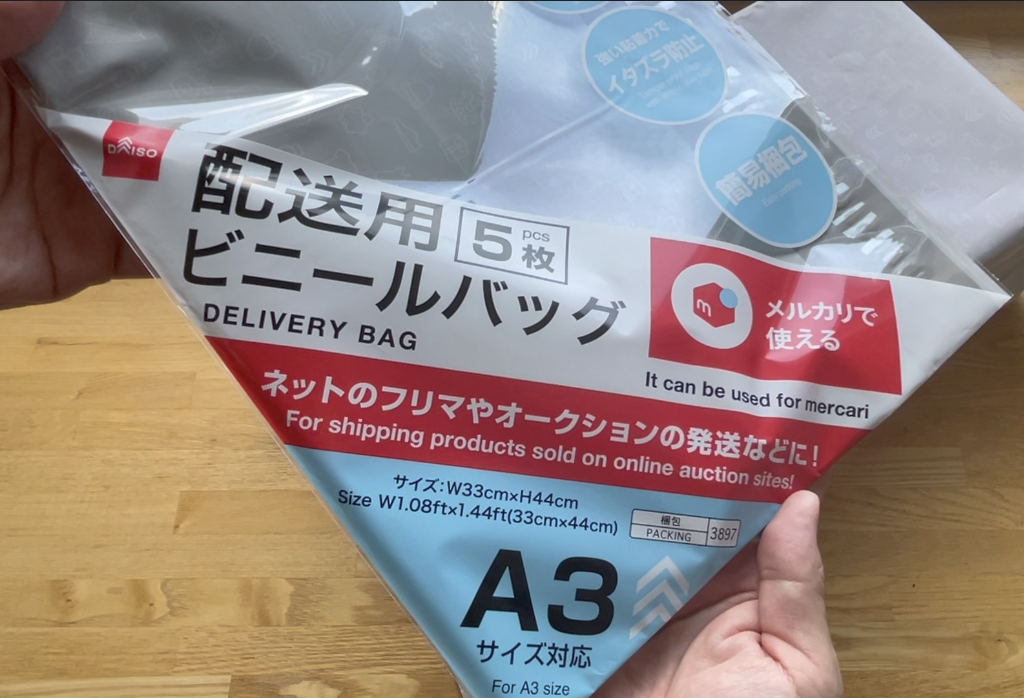 強い粘着力で
イタズラ防止
簡易梱包
Easy packing
DAISO
配送用
5 pcs
枚
ビニールバッグ
DELIVERY BAG
m
メルカリで
使える
It can be used for mercari
ネットのフリマやオークションの発送などに!
For shipping products sold on online auction sites!
サイズ:W33cm×H44cm
Size W1.08ft×1.44ft(33cm×44cm)
梱包
PACKING
3897
A3
サイズ対応
For A3 size